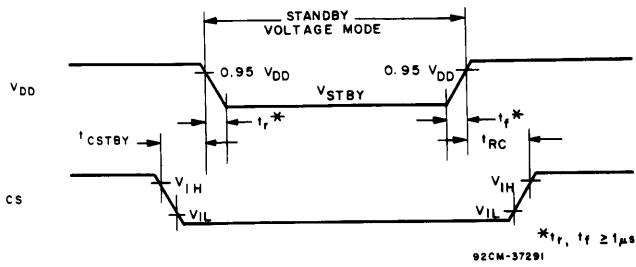 STANDBY
VOLTAGE MODE
0.95 VDD
0.95 VDD
VDD
VSTBY
tr*
tf*
tCSTBY
tRC
VIH
VIH
CS
VIL
VIL
*tr, tf ≥ 1μs
92CM-37291